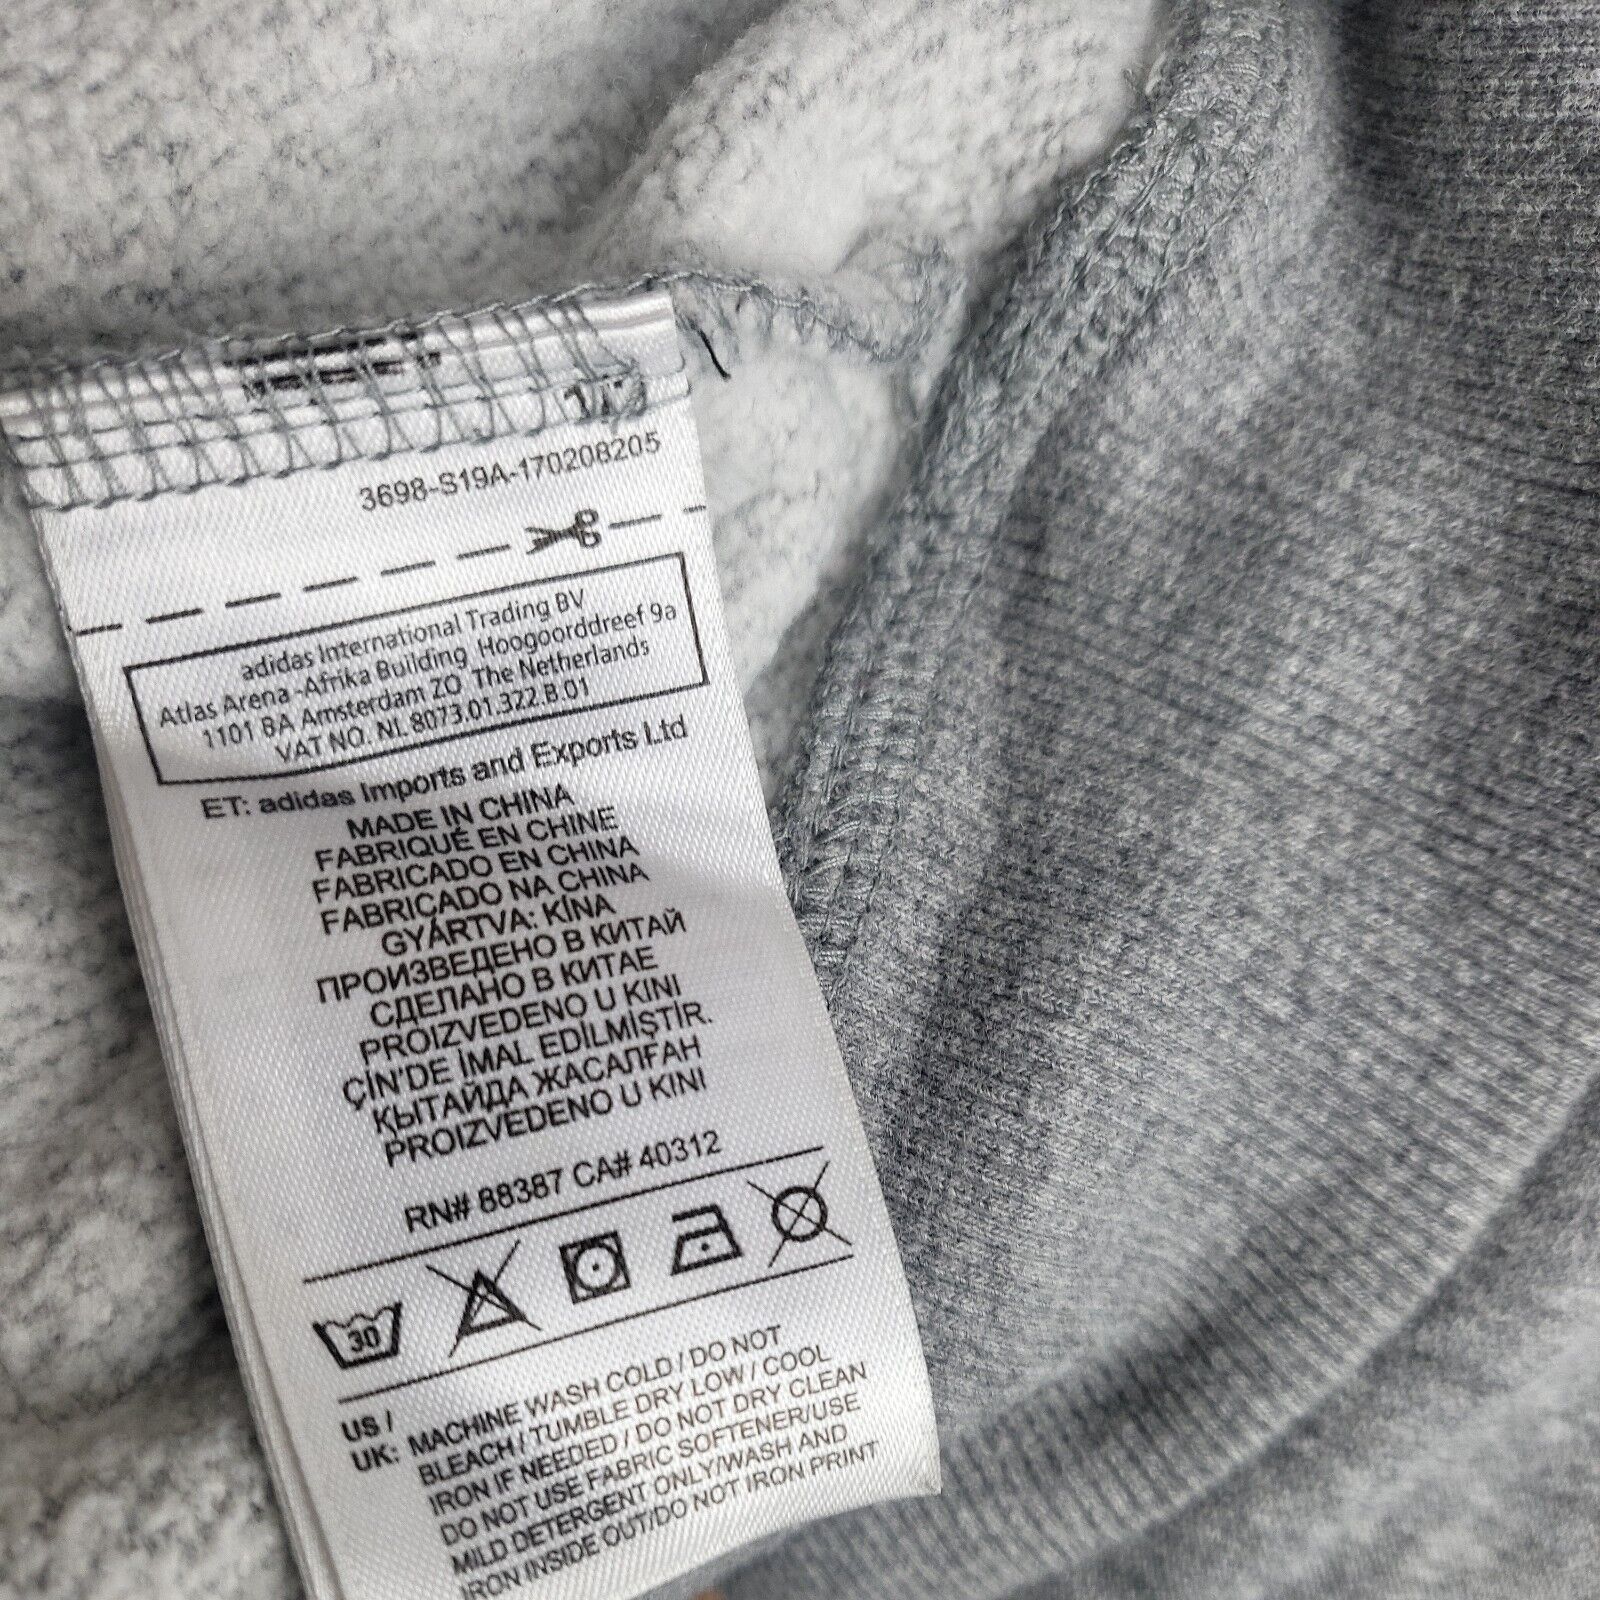 3698-S19A-170208205
adidas International Trading BV
Atlas Arena-Afrika Building Hoogoorddreef 9a
1101 BA Amsterdam ZO The Netherlands
VAT NO. NL 8073.01.322.B.01
ET: adidas Imports and Exports Ltd
MADE IN CHINA
FABRIQUÉ EN CHINE
FABRICADO EN CHINA
FABRICADO NA CHINA
GYÁRTVA: KÍNA
ПРОИЗВЕДЕНО В КИТАЙ
СДЕЛАНО В КИТАЕ
PROIZVEDENO U KINI
ÇİN'DE İMAL EDİLMİŞTİR.
ҚЫТАЙДА ЖАСАЛҒАН
PROIZVEDENO U KINI
RN# 88387 CA# 40312
30
US / UK: MACHINE WASH COLD / DO NOT
BLEACH / TUMBLE DRY LOW / COOL
IRON IF NEEDED / DO NOT DRY CLEAN
DO NOT USE FABRIC SOFTENER/USE
MILD DETERGENT ONLY/WASH AND
IRON INSIDE OUT/DO NOT IRON PRINT